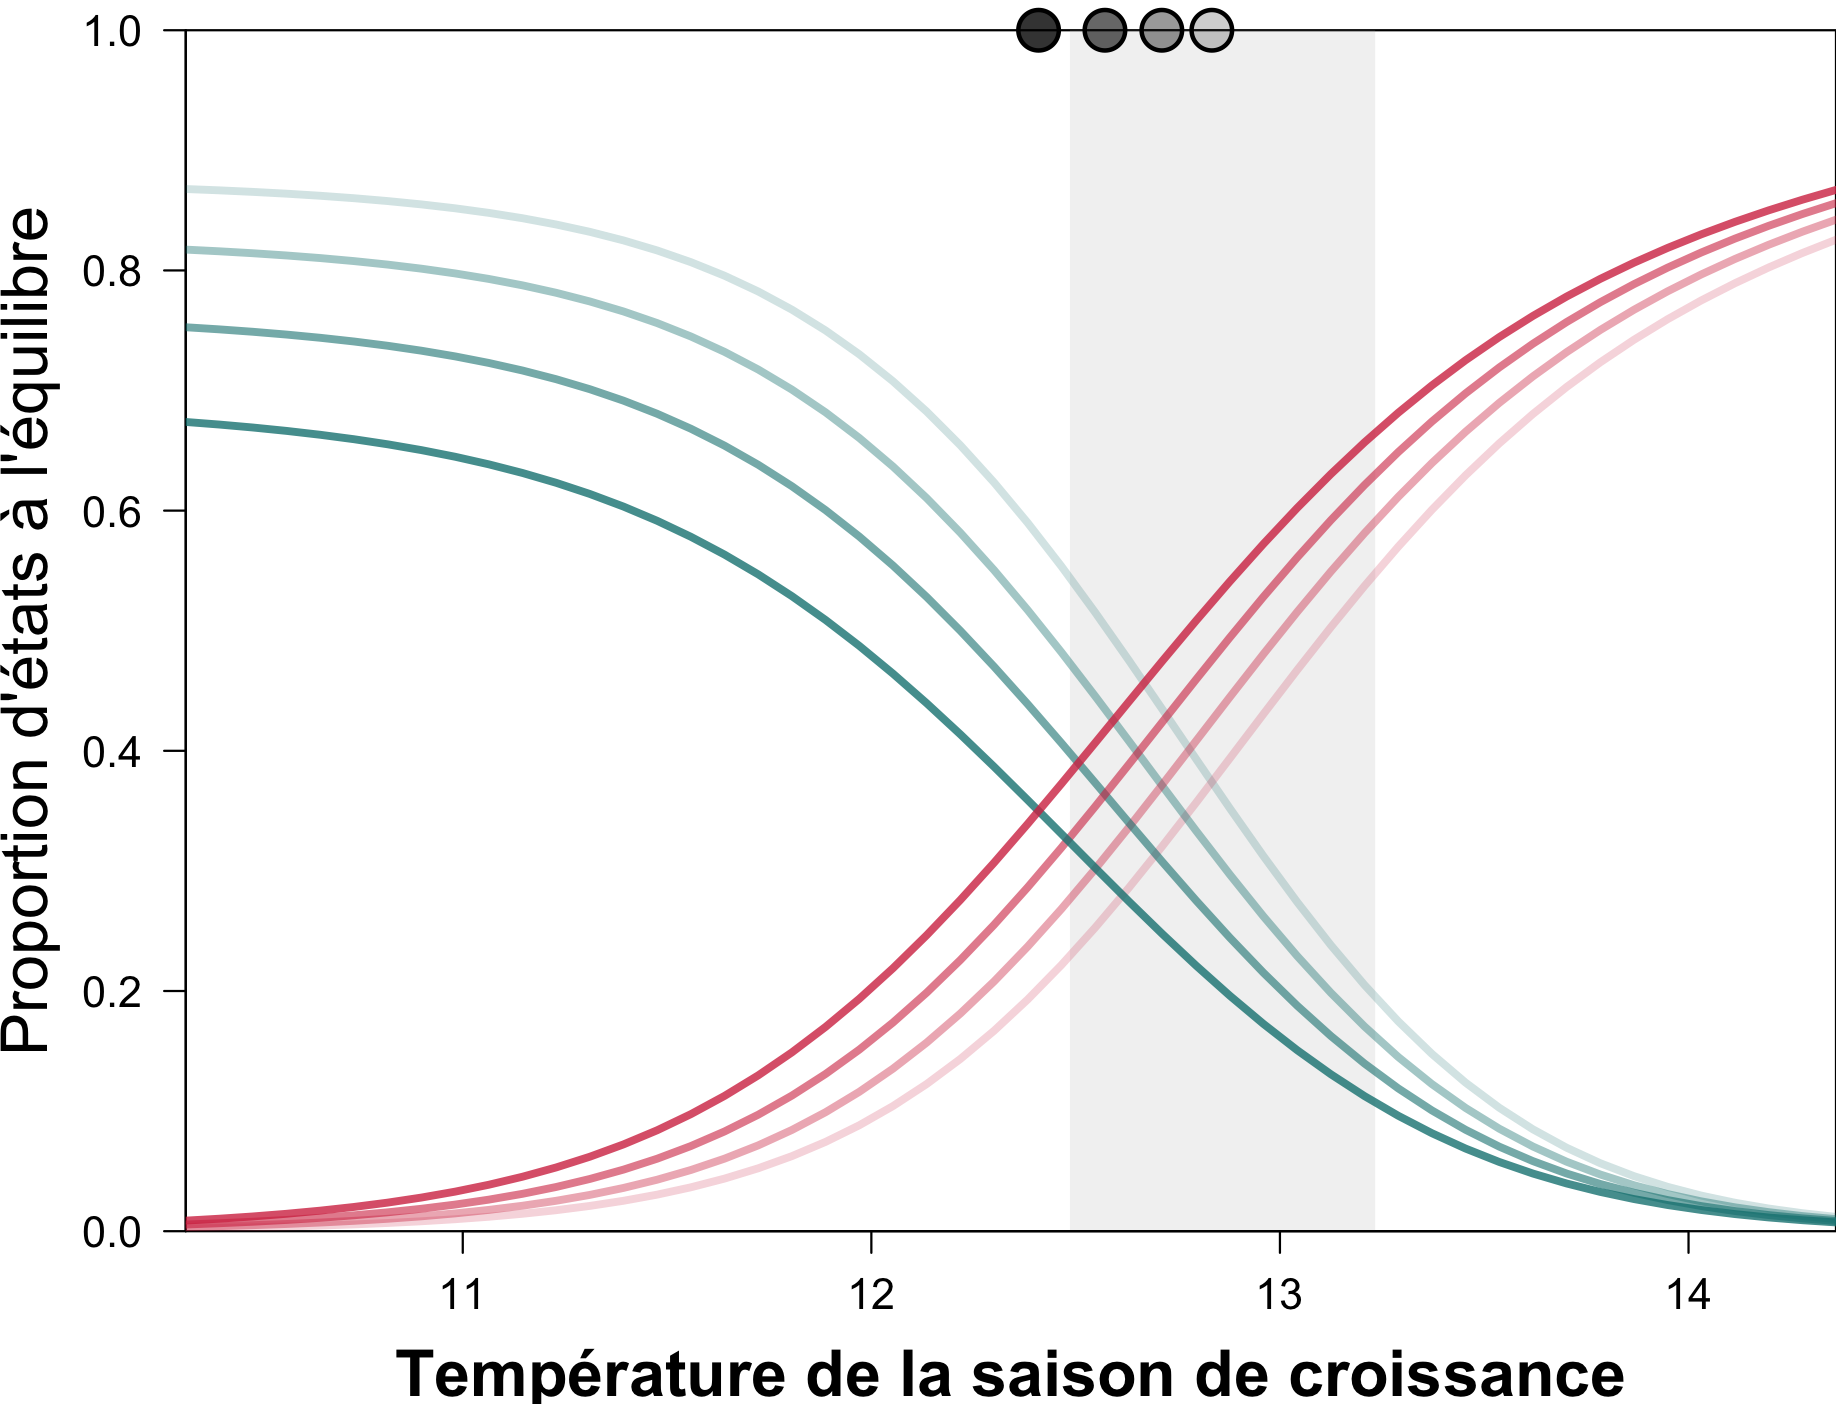 Proportion d'états à l'équilibre
1.0
0.8
0.6
0.4
0.2
0.0
11 12 13 14
Température de la saison de croissance